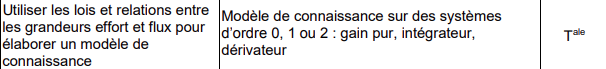 Utiliser les lois et relations entre
les grandeurs effort et flux pour
élaborer un modèle de
connaissance
Modèle de connaissance sur des systèmes
d'ordre 0, 1 ou 2 : gain pur, intégrateur,
dérivateur
Tale